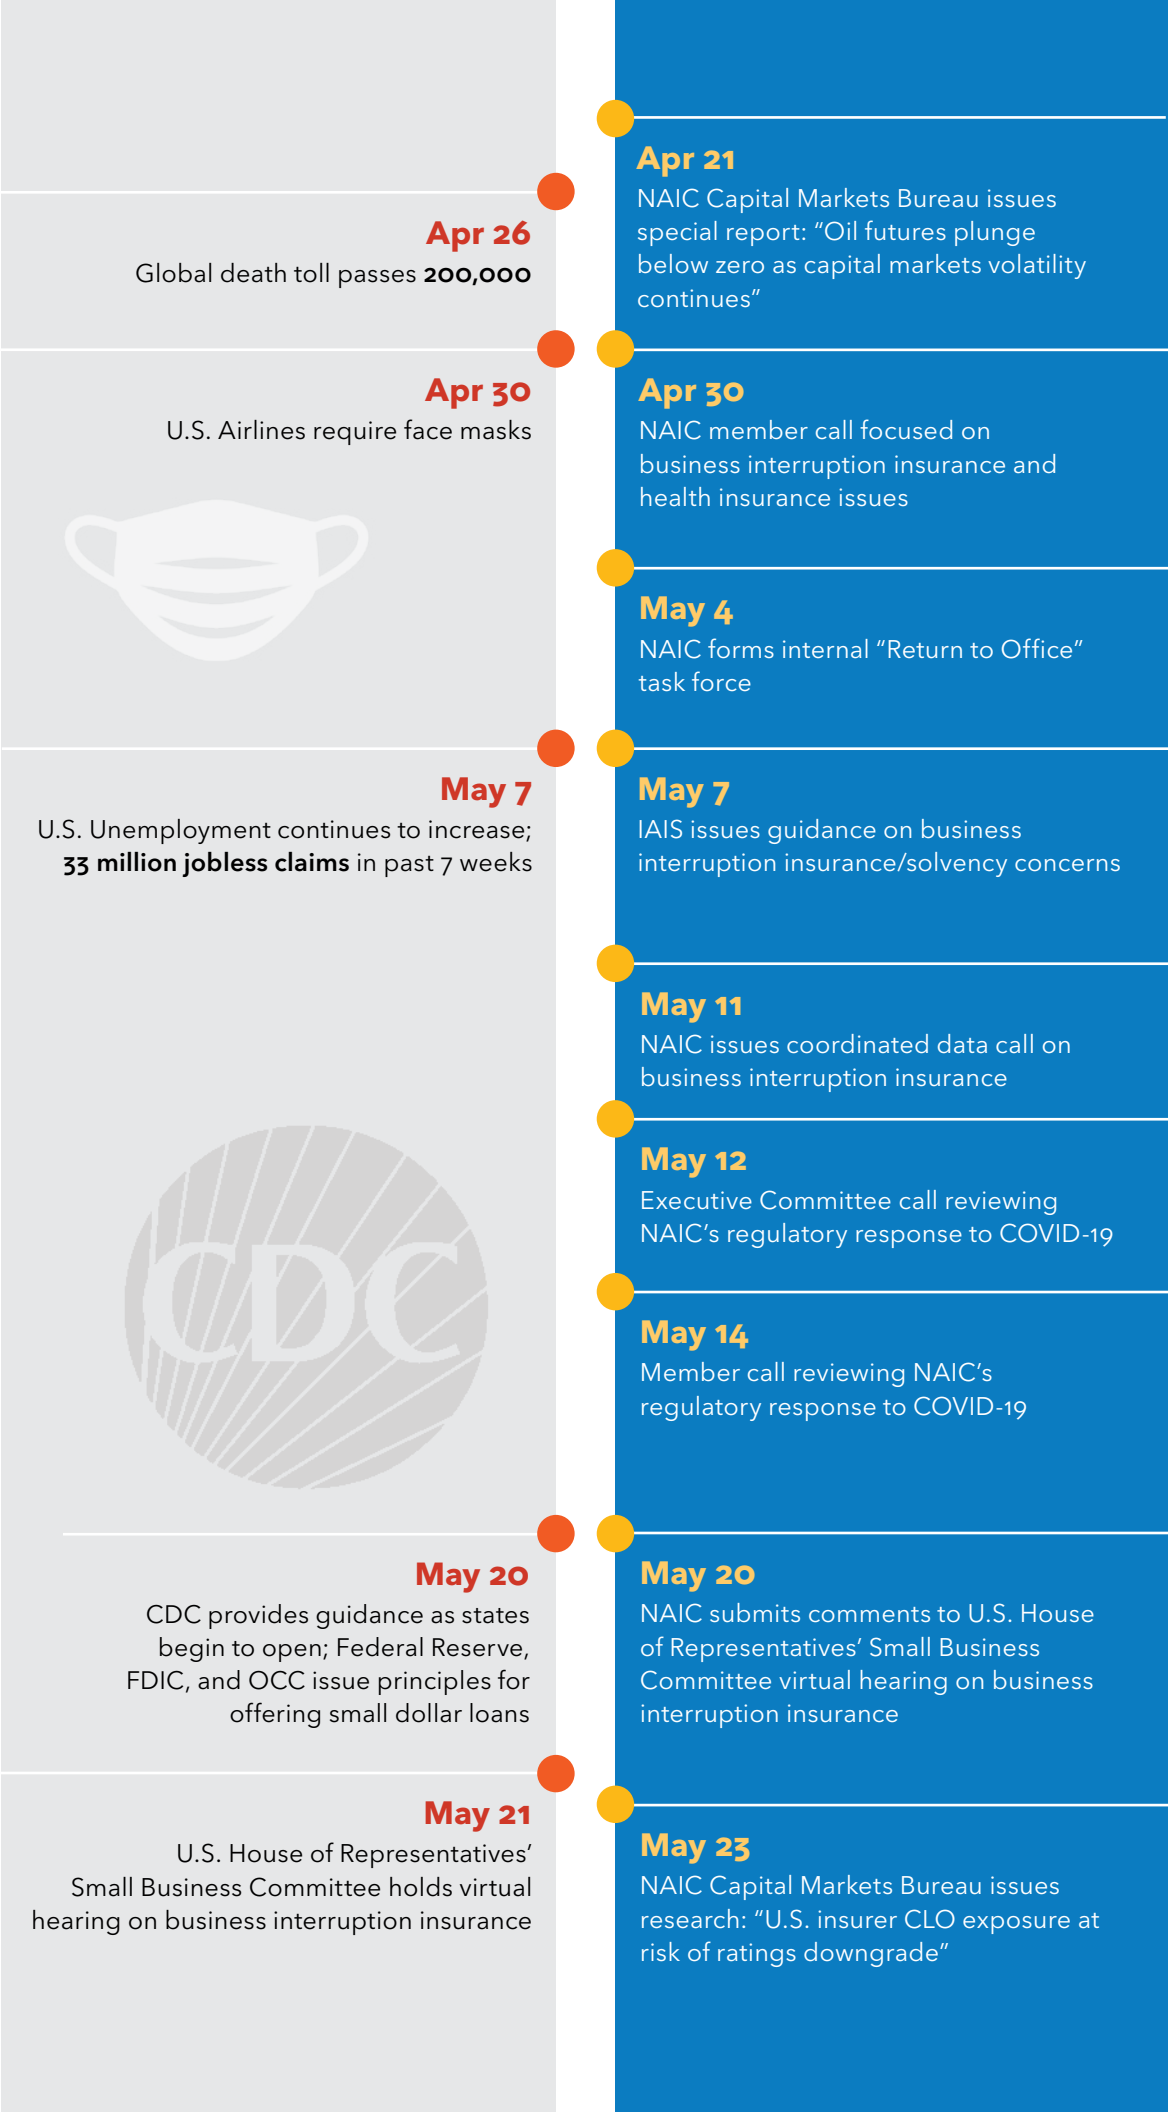 Apr 26
Global death toll passes 200,000
Apr 30
U.S. Airlines require face masks
May 7
U.S. Unemployment continues to increase;
33 million jobless claims in past 7 weeks
CDC
May 20
CDC provides guidance as states
begin to open; Federal Reserve,
FDIC, and OCC issue principles for
offering small dollar loans
May 21
U.S. House of Representatives’
Small Business Committee holds virtual
hearing on business interruption insurance
Apr 21
NAIC Capital Markets Bureau issues
special report: “Oil futures plunge
below zero as capital markets volatility
continues”
Apr 30
NAIC member call focused on
business interruption insurance and
health insurance issues
May 4
NAIC forms internal “Return to Office”
task force
May 7
IAIS issues guidance on business
interruption insurance/solvency concerns
May 11
NAIC issues coordinated data call on
business interruption insurance
May 12
Executive Committee call reviewing
NAIC’s regulatory response to COVID-19
May 14
Member call reviewing NAIC’s
regulatory response to COVID-19
May 20
NAIC submits comments to U.S. House
of Representatives’ Small Business
Committee virtual hearing on business
interruption insurance
May 23
NAIC Capital Markets Bureau issues
research: “U.S. insurer CLO exposure at
risk of ratings downgrade”